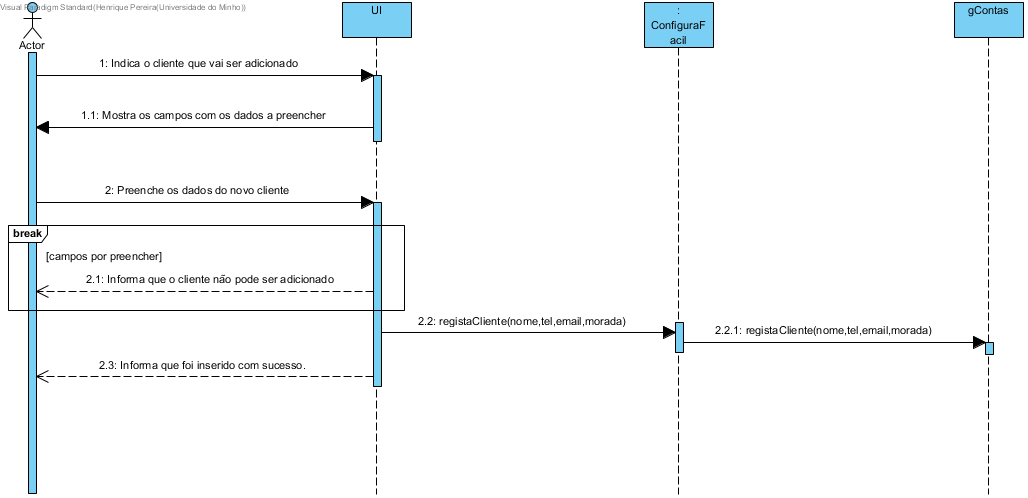 Visual Paradigm Standard(Henrique Pereira(Universidade do Minho))
Actor
UI
:
ConfiguraF
acil
gContas
1: Indica o cliente que vai ser adicionado
1.1: Mostra os campos com os dados a preencher
2: Preenche os dados do novo cliente
break
[campos por preencher]
2.1: Informa que o cliente não pode ser adicionado
2.2: registaCliente(nome,tel,email,morada)
2.2.1: registaCliente(nome,tel,email,morada)
2.3: Informa que foi inserido com sucesso.